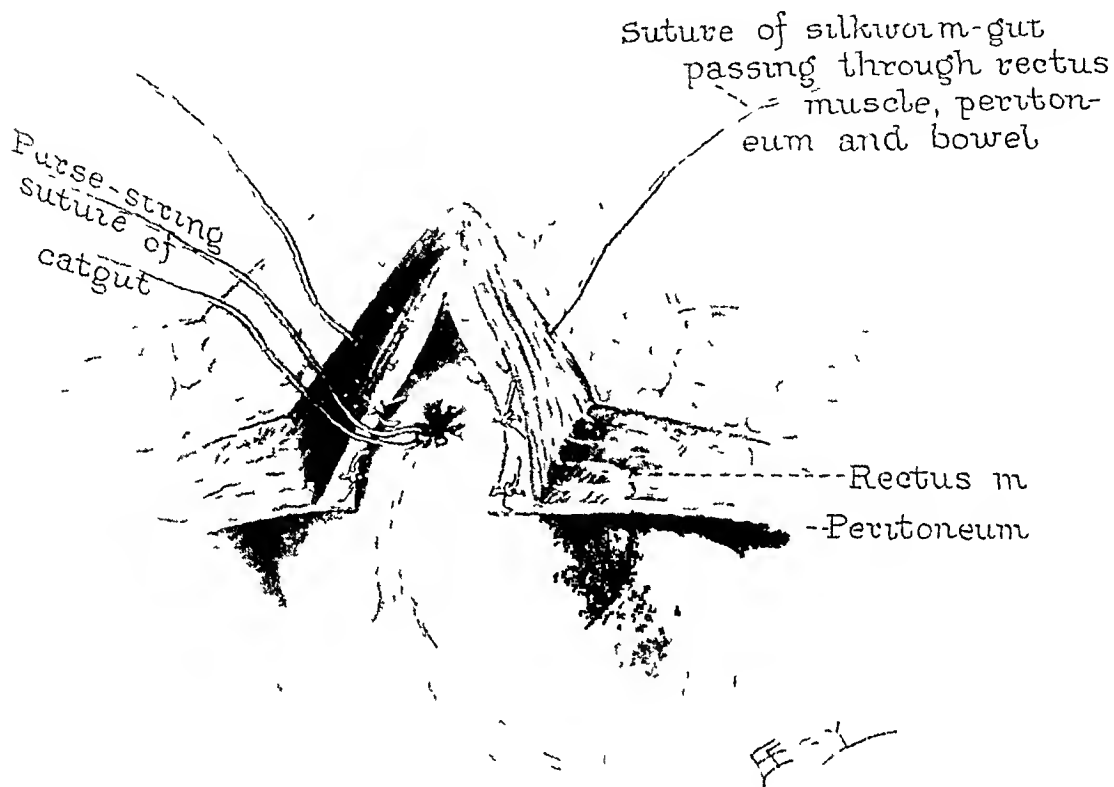 Suture of silkworm-gut
passing through rectus
muscle, periton-
eum and bowel
Purse-string
suture of
catgut
Rectus m
Peritoneum